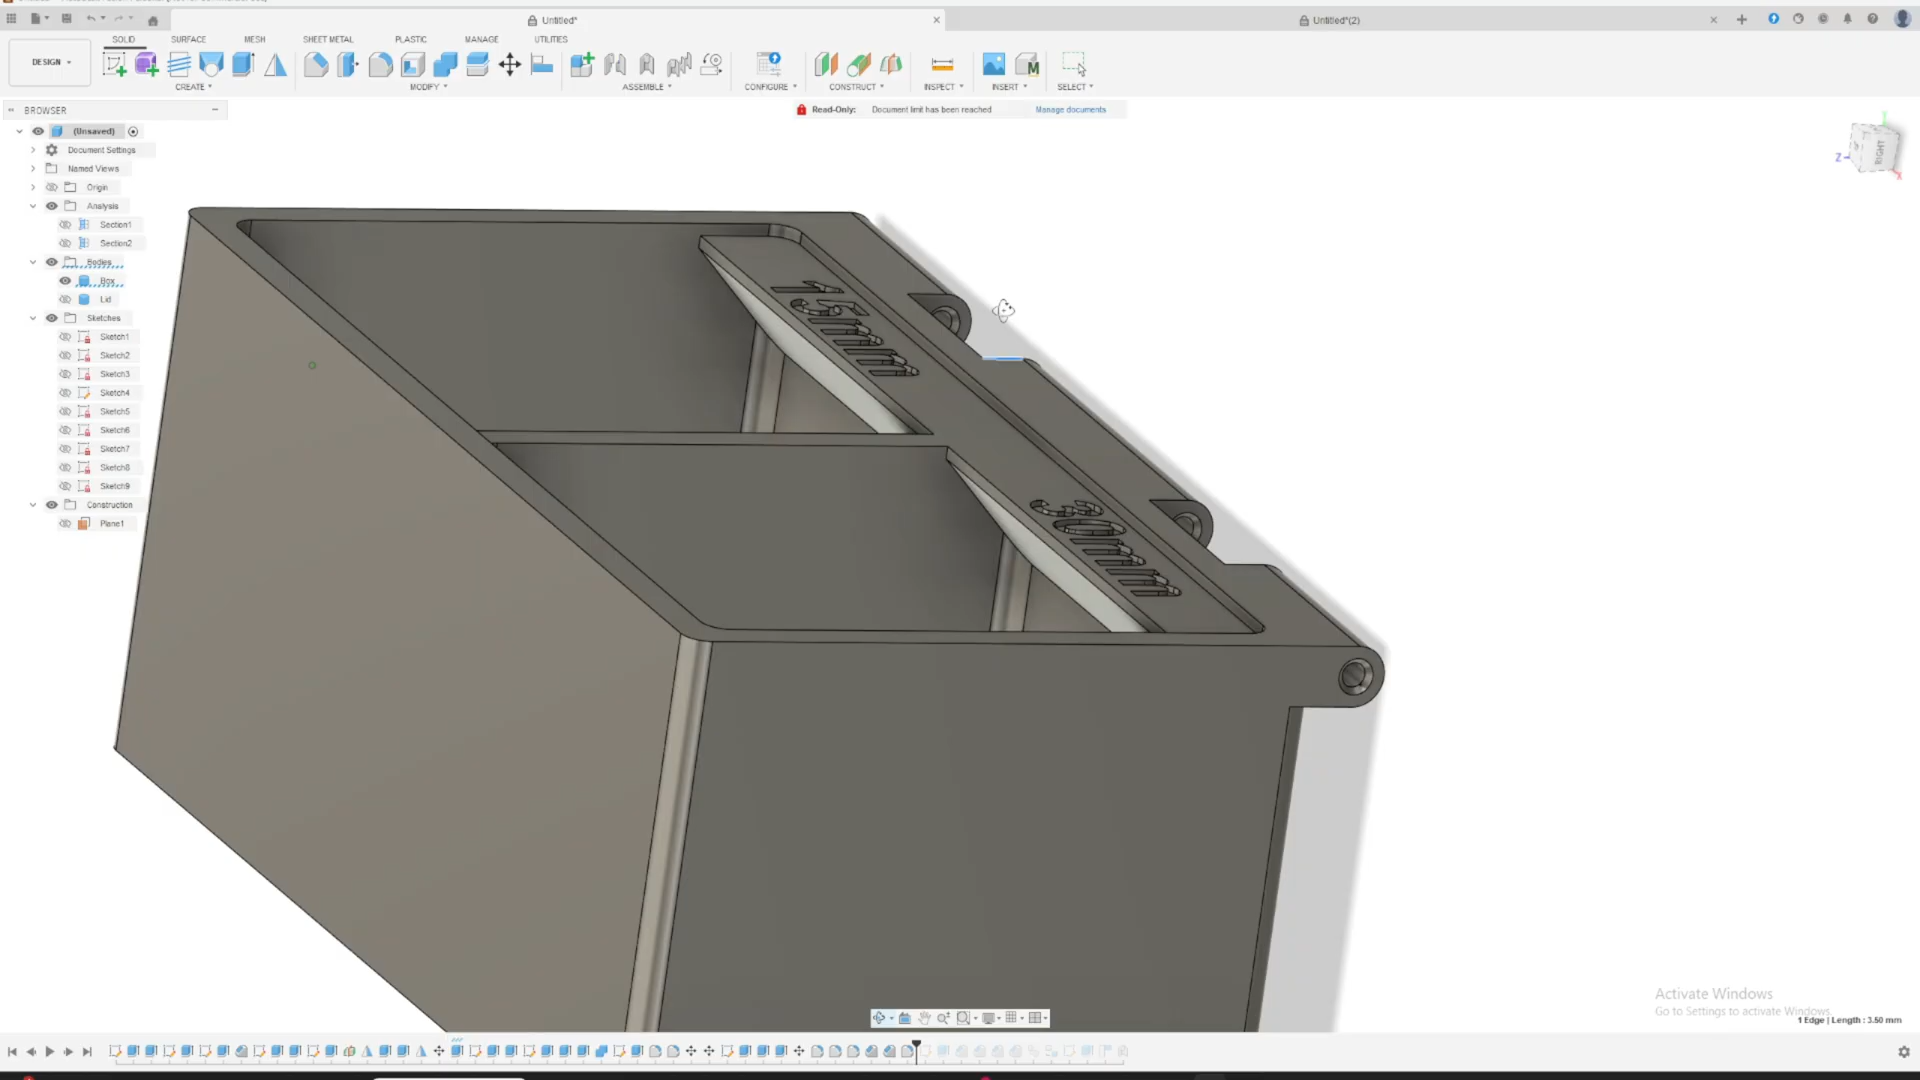 Untitled*
Untitled*(2)
SOLID SURFACE MESH SHEET METAL PLASTIC MANAGE UTILITIES
DESIGN
CREATE MODIFY ASSEMBLE CONFIGURE CONSTRUCT INSPECT INSERT SELECT
BROWSER
Read-Only: Document limit has been reached Manage documents
(Unsaved)
Document Settings
Named Views
Origin
Analysis
Section1
Section2
Bodies
Box
Lid
Sketches
Sketch1
Sketch2
Sketch3
Sketch4
Sketch5
Sketch6
Sketch7
Sketch8
Sketch9
Construction
Plane1
RIGHT
Z
X
15mm
30mm
Activate Windows
Go to Settings to activate Windows.
1 Edge | Length : 3.50 mm